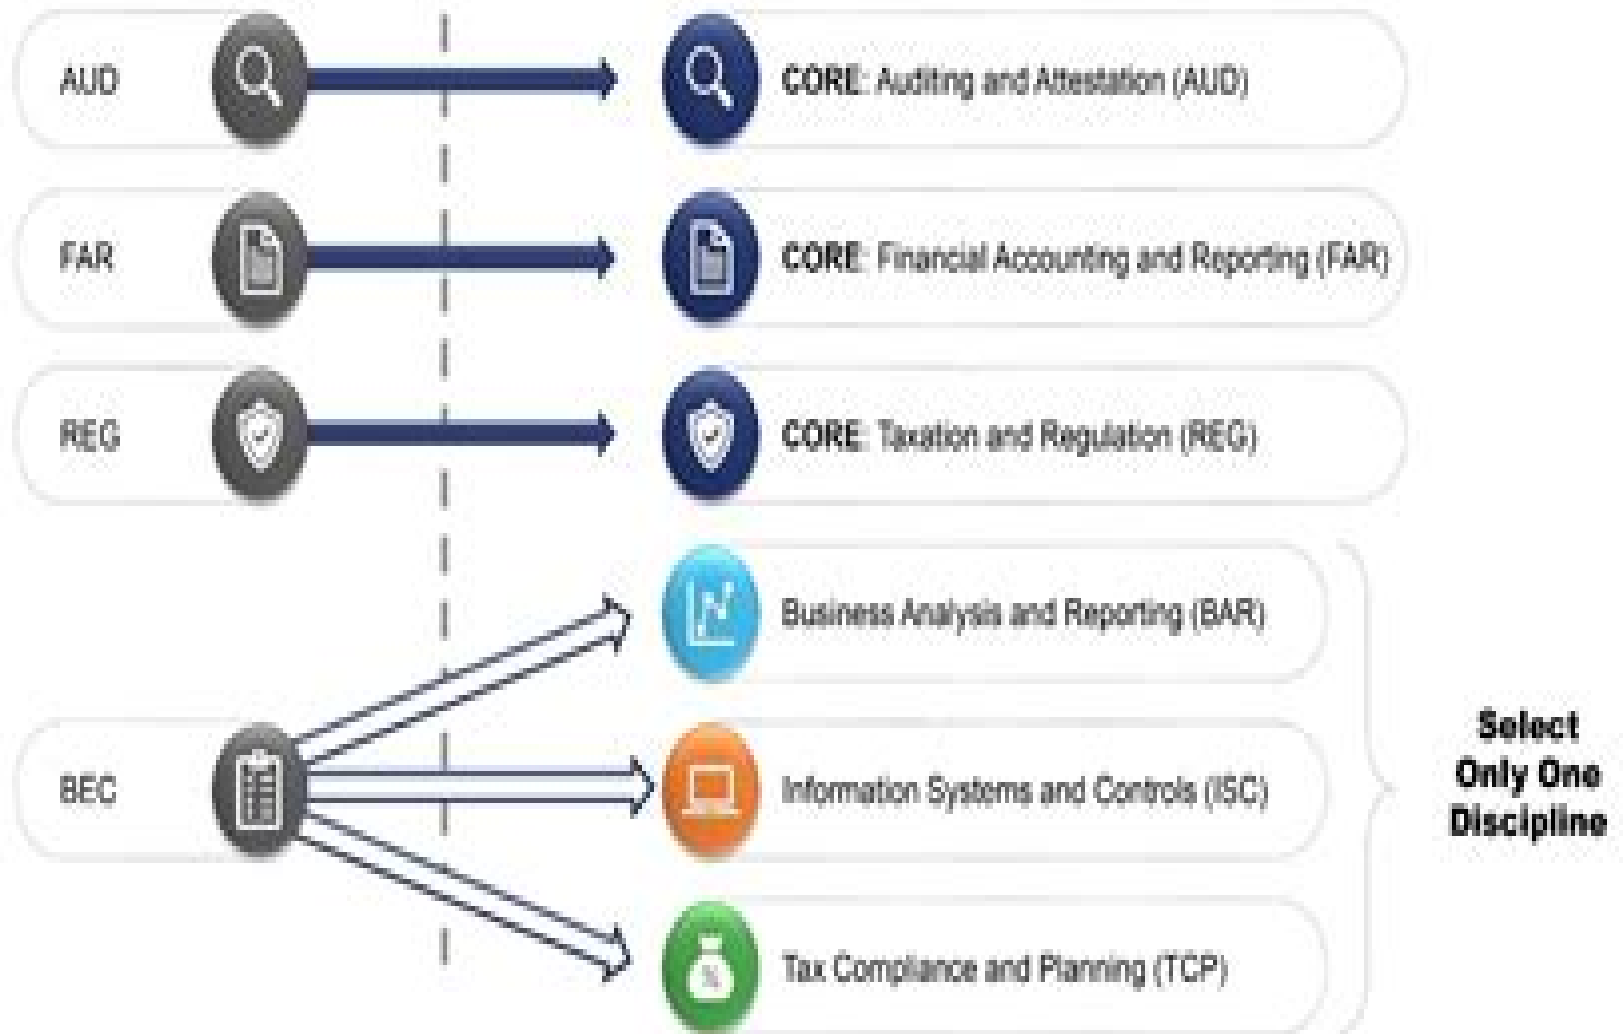 AUD
CORE: Auditing and Attestation (AUD)
FAR
CORE: Financial Accounting and Reporting (FAR)
REG
CORE: Taxation and Regulation (REG)
Business Analysis and Reporting (BAR)
BEC
Information Systems and Controls (ISC)
Tax Compliance and Planning (TCP)
Select
Only One
Discipline